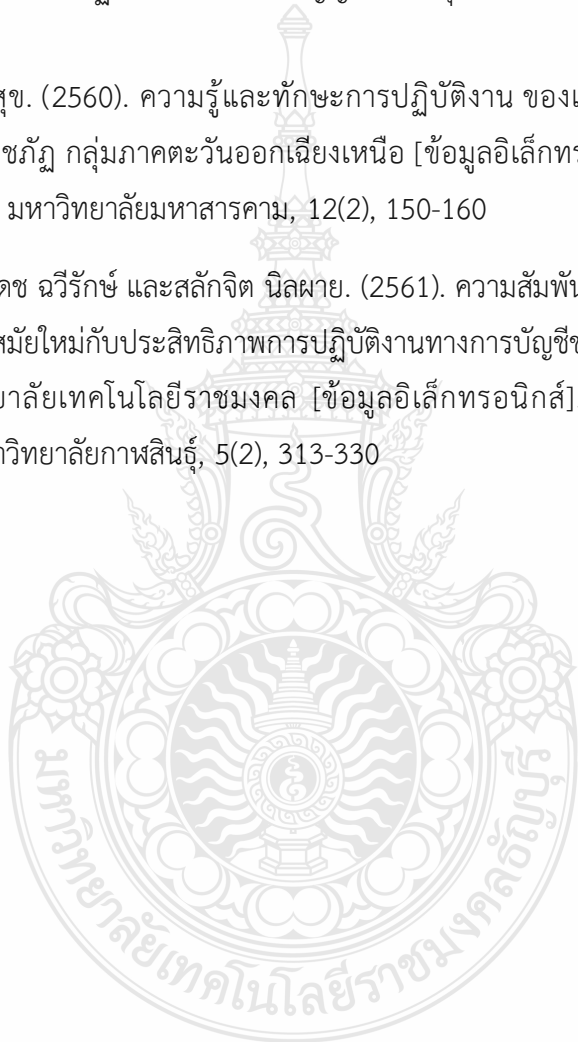 สุข. (2560). ความรู้และทักษะการปฏิบัติงาน ของเ
ชภัฏ กลุ่มภาคตะวันออกเฉียงเหนือ [ข้อมูลอิเล็กทร
มหาวิทยาลัยมหาสารคาม, 12(2), 150-160
ดช ฉวีรักษ์ และสลักจิต นิลผาย. (2561). ความสัมพัน
สมัยใหม่กับประสิทธิภาพการปฏิบัติงานทางการบัญชีข
ยาลัยเทคโนโลยีราชมงคล [ข้อมูลอิเล็กทรอนิกส์].
าวิทยาลัยกาฬสินธุ์, 5(2), 313-330
มหาวิทยาลัยเทคโนโลยีราชมงคลธัญบุรี